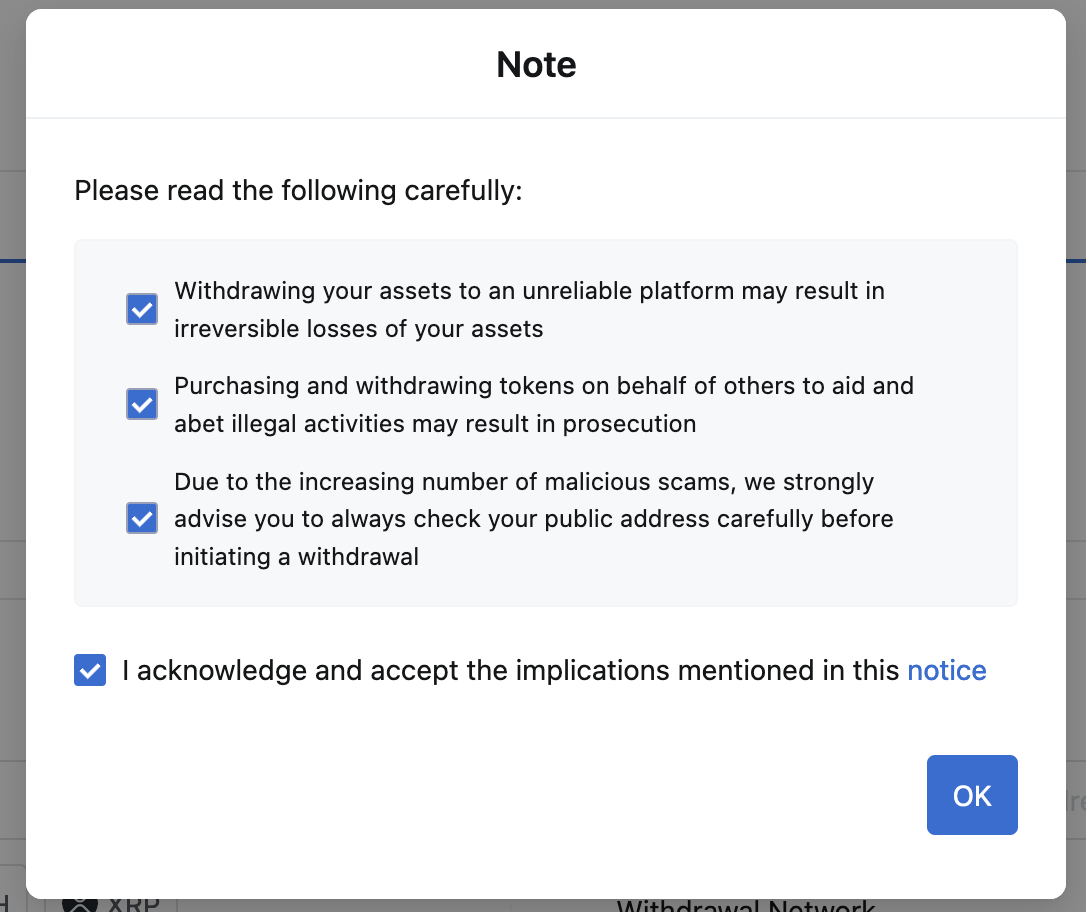 Note
Please read the following carefully:
Withdrawing your assets to an unreliable platform may result in
irreversible losses of your assets
Purchasing and withdrawing tokens on behalf of others to aid and
abet illegal activities may result in prosecution
Due to the increasing number of malicious scams, we strongly
advise you to always check your public address carefully before
initiating a withdrawal
I acknowledge and accept the implications mentioned in this notice
OK
XRP
Withdrawal Network